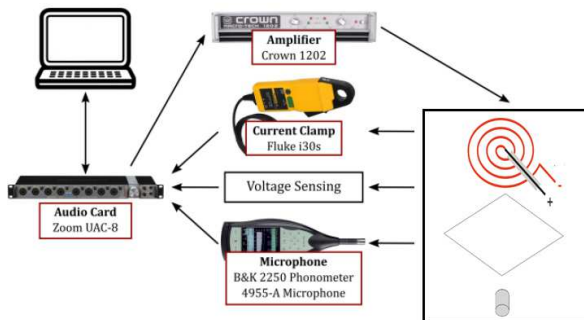 crown
Amplifier
Crown 1202
Current Clamp
Fluke i30s
Voltage Sensing
Audio Card
Zoom UAC-8
Microphone
B&K 2250 Phonometer
4955-A Microphone
+
-